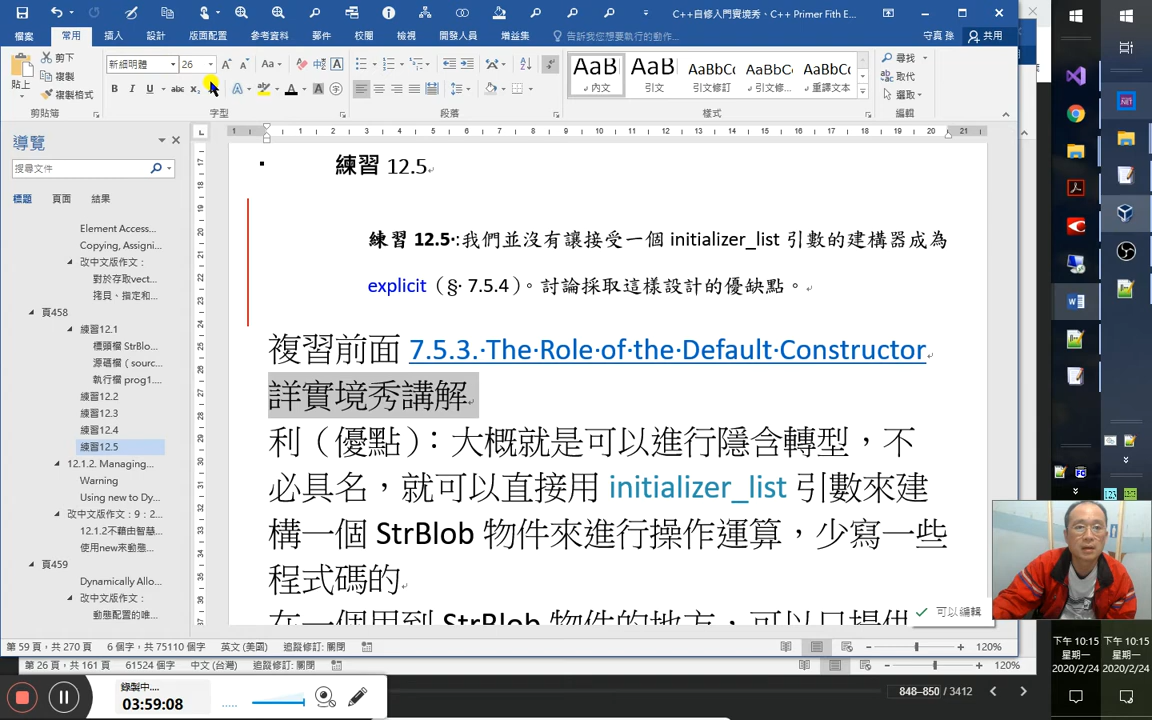 C++自修入門實境秀、C++ Primer Fith E...
檔案 常用 插入 設計 版面配置 參考資料 郵件 校閱 檢視 開發人員 增益集 告訴我您想要執行的動作... 守真 孫 共用
貼上 剪下 複製 複製格式
新細明體 26
AaB AaB AaBbC AaBbC AaBbC
內文 引文 引文修訂 引文修... 重譯文本
尋找 取代 選取
剪貼簿 字型 段落 樣式 編輯
導覽
搜尋文件
標題 頁面 結果
Element Access...
Copying, Assigni...
改中文版作文：
對於存取vect...
拷貝、指定和...
頁458
練習12.1
標頭檔 StrBlo...
源碼檔（sourc...
執行檔 prog1...
練習12.2
練習12.3
練習12.4
練習12.5
12.1.2. Managing...
Warning
Using new to Dy...
改中文版作文：9：2...
12.1.2不藉由智慧...
使用new來動態...
頁459
Dynamically Allo...
改中文版作文：
動態配置的唯...
練習 12.5
練習 12.5·:我們並沒有讓接受一個 initializer_list 引數的建構器成為
explicit（§· 7.5.4）。討論採取這樣設計的優缺點。
複習前面 7.5.3.·The·Role·of·the·Default·Constructor
詳實境秀講解
利（優點）：大概就是可以進行隱含轉型，不
必具名，就可以直接用 initializer_list 引數來建
構一個 StrBlob 物件來進行操作運算，少寫一些
程式碼的
在一個用到 StrBlob 物件的地方，可以只提供
可以編輯
第 59 頁，共 270 頁 6 個字，共 75110 個字 英文 (美國) 追蹤修訂: 關閉 120%
第 26 頁，共 161 頁 61524 個字 中文 (台灣) 追蹤修訂: 關閉 120%
錄製中....
03:59:08
848–850 / 3412
下午 10:15
星期一
2020/2/24
下午 10:15
星期一
2020/2/24